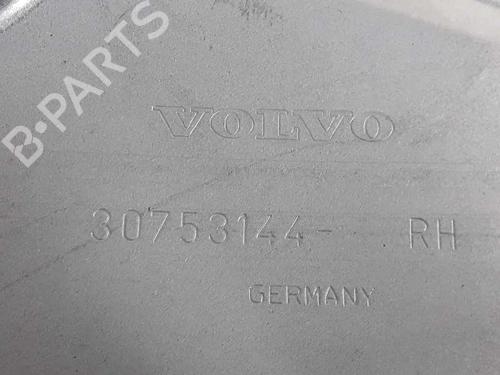 B-PARTS
VOLVO
30753144- RH
GERMANY